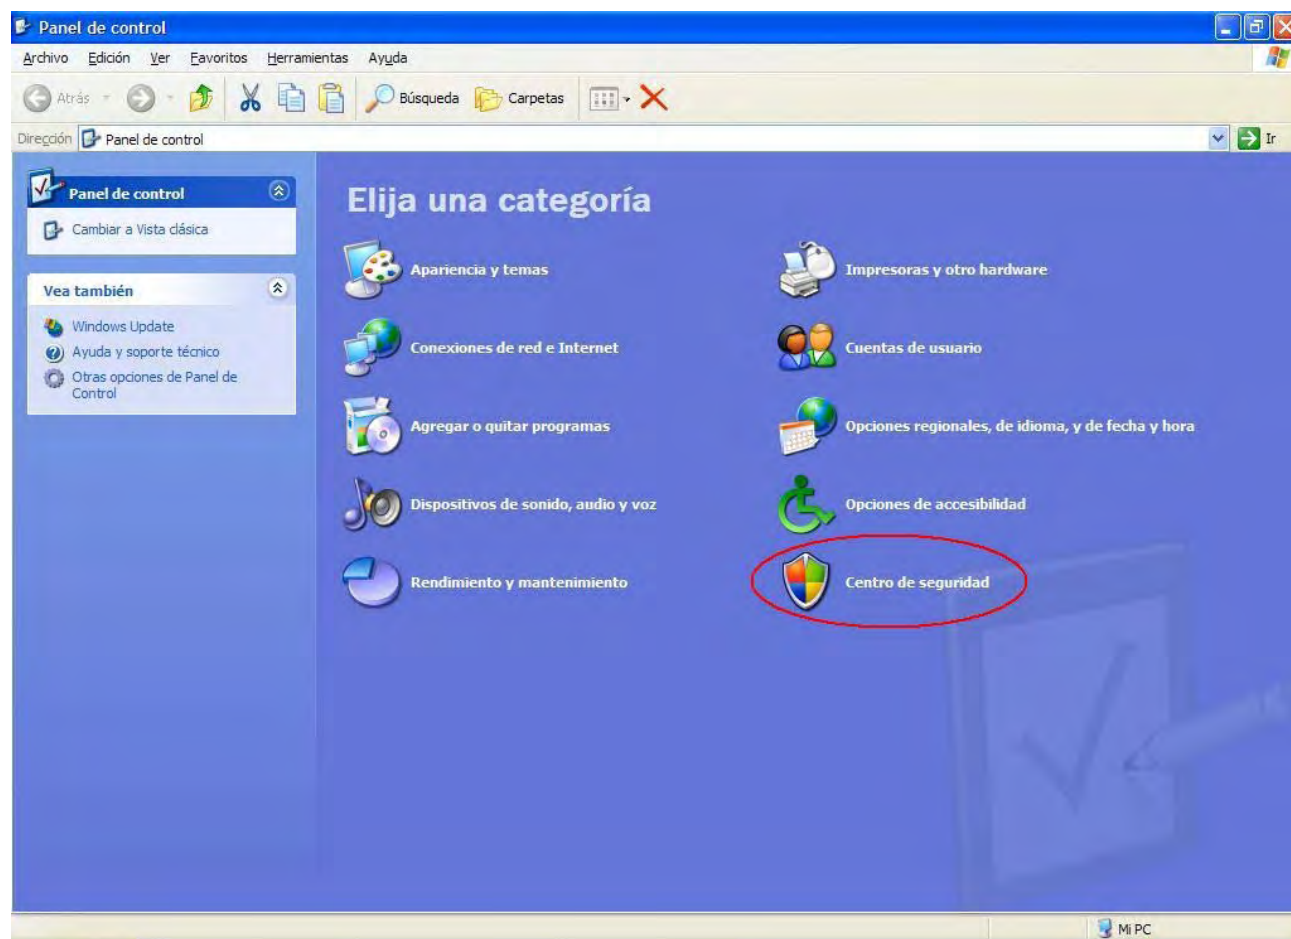 Panel de control
Archivo Edición Ver Favoritos Herramientas Ayuda
Atrás Búsqueda Carpetas
Dirección Panel de control Ir
Panel de control
Cambiar a Vista clásica
Vea también
Windows Update
Ayuda y soporte técnico
Otras opciones de Panel de
Control
Elija una categoría
Apariencia y temas
Impresoras y otro hardware
Conexiones de red e Internet
Cuentas de usuario
Agregar o quitar programas
Opciones regionales, de idioma, y de fecha y hora
Dispositivos de sonido, audio y voz
Opciones de accesibilidad
Rendimiento y mantenimiento
Centro de seguridad
Mi PC